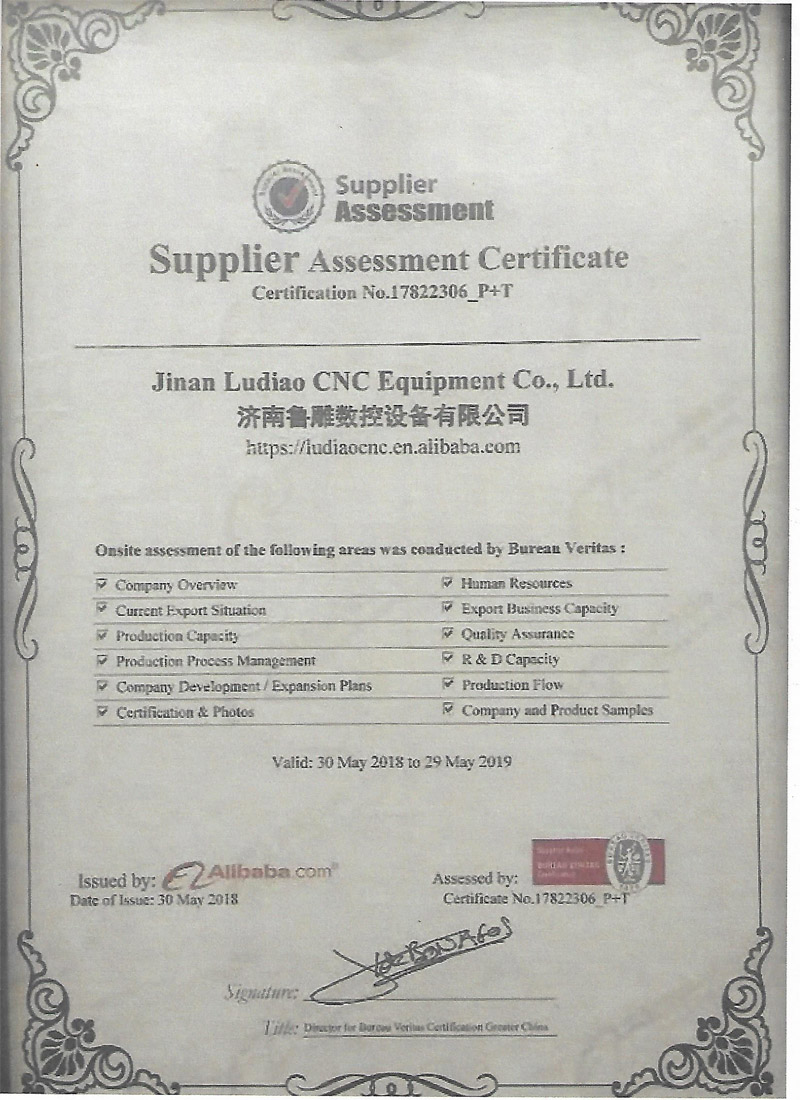 Supplier
Assessment
Supplier Assessment Certificate
Certification No.17822306_P+T
Jinan Ludiao CNC Equipment Co., Ltd.
济南鲁雕数控设备有限公司
https://ludiaocnc.en.alibaba.com
Onsite assessment of the following areas was conducted by Bureau Veritas :
Company Overview
Human Resources
Current Export Situation
Export Business Capacity
Production Capacity
Quality Assurance
Production Process Management
R & D Capacity
Company Development / Expansion Plans
Production Flow
Certification & Photos
Company and Product Samples
Valid: 30 May 2018 to 29 May 2019
Issued by: Alibaba.com®
Date of Issue: 30 May 2018
Assessed by:
BUREAU VERITAS
Certification
Certificate No.17822306_P+T
Signature:
Title: Director for Bureau Veritas Certification Greater China